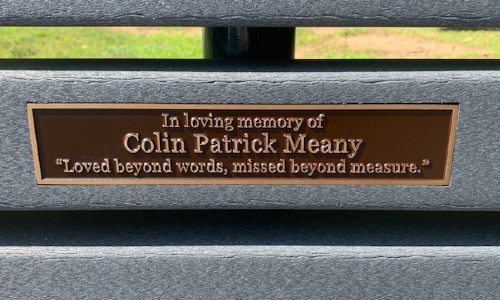 In loving memory of
Colin Patrick Meany
“Loved beyond words, missed beyond measure.”